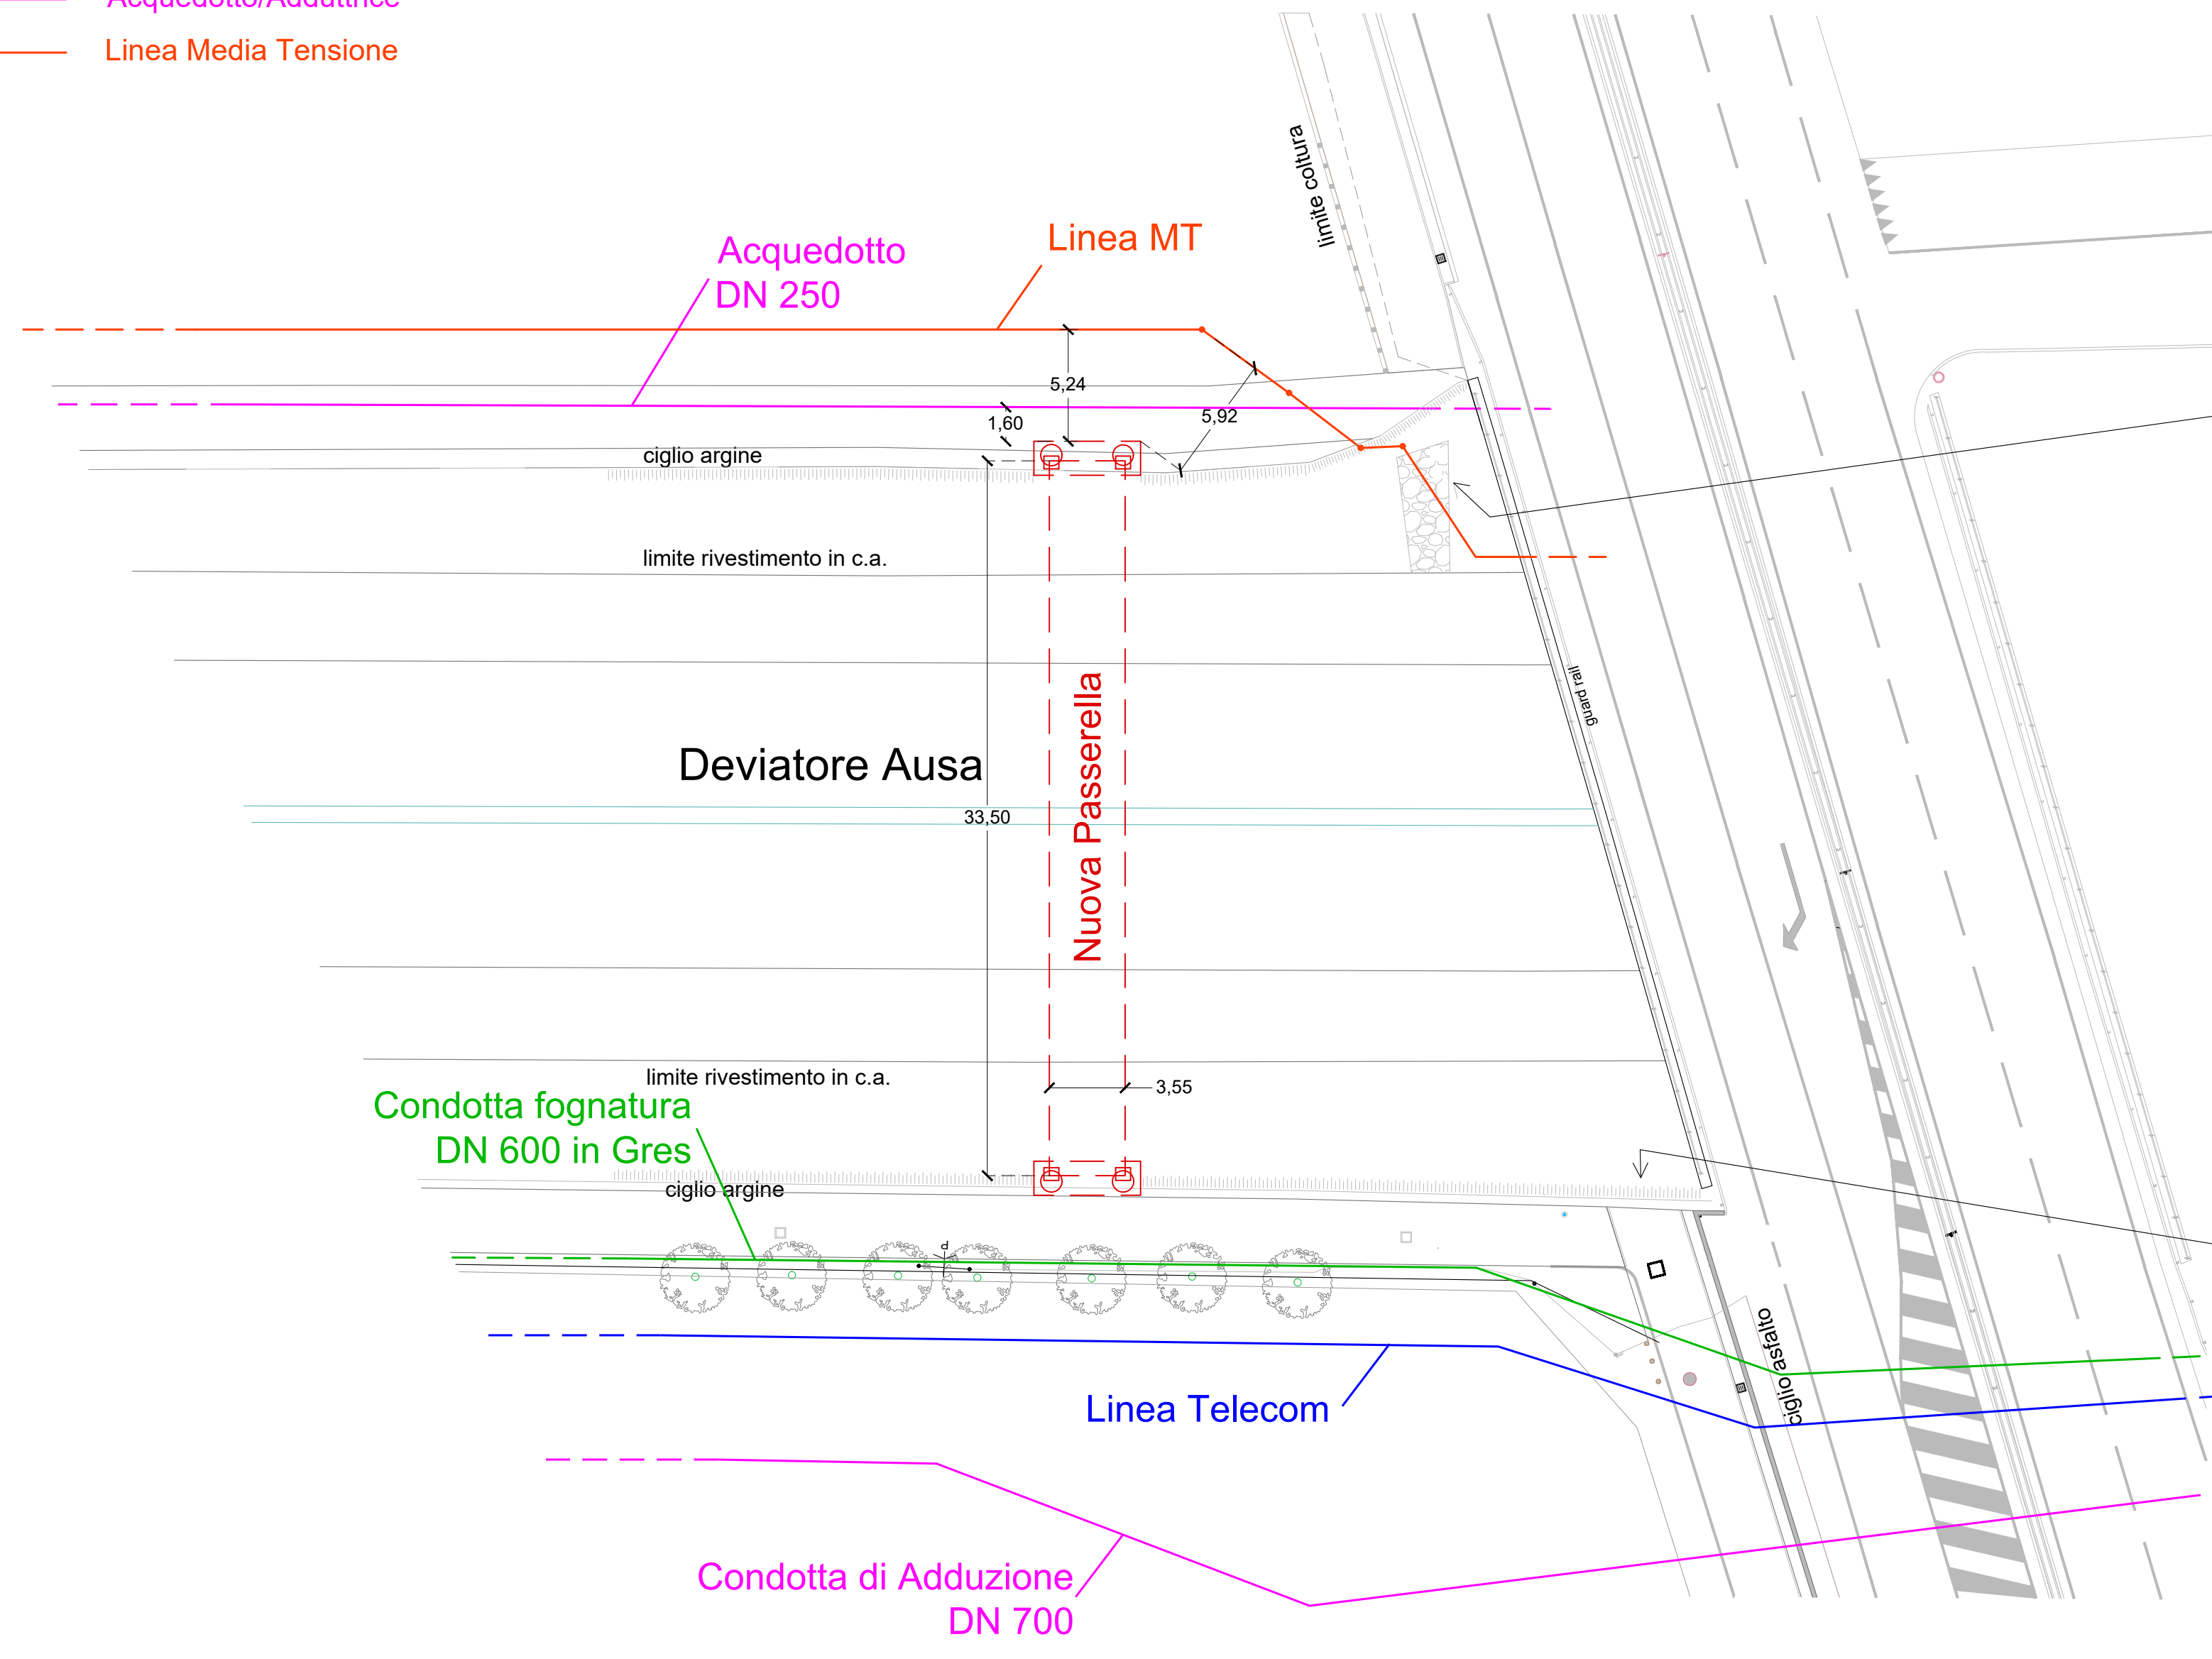 Acquedotto/Adduttrice
Linea Media Tensione
limite coltura
Linea MT
Acquedotto
DN 250
5,24
5,92
1,60
ciglio argine
limite rivestimento in c.a.
guard rail
Nuova Passerella
Deviatore Ausa
33,50
limite rivestimento in c.a.
3,55
Condotta fognatura
DN 600 in Gres
ciglio argine
P
ciglio asfalto
Linea Telecom
Condotta di Adduzione
DN 700